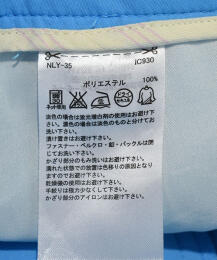 NLY-35 IC930
ポリエステル
100%
ネット使用
ドライ
淡色の場合は蛍光増白剤の使用はお避け下さい。
濃色の場合は淡色のものと分けてお洗い下さい。
漬け置きはお避け下さい。
ファスナー・ベルクロ・釦・バックルは閉じてお洗い下さい。
かざり部分のもみ洗いはお避け下さい。
濡れた状態での放置は色移りの原因となりますのでお避け下さい。
乾燥機の使用はお避け下さい。
手絞りは極力少なくして下さい。
かざり部分のアイロンはお避け下さい。